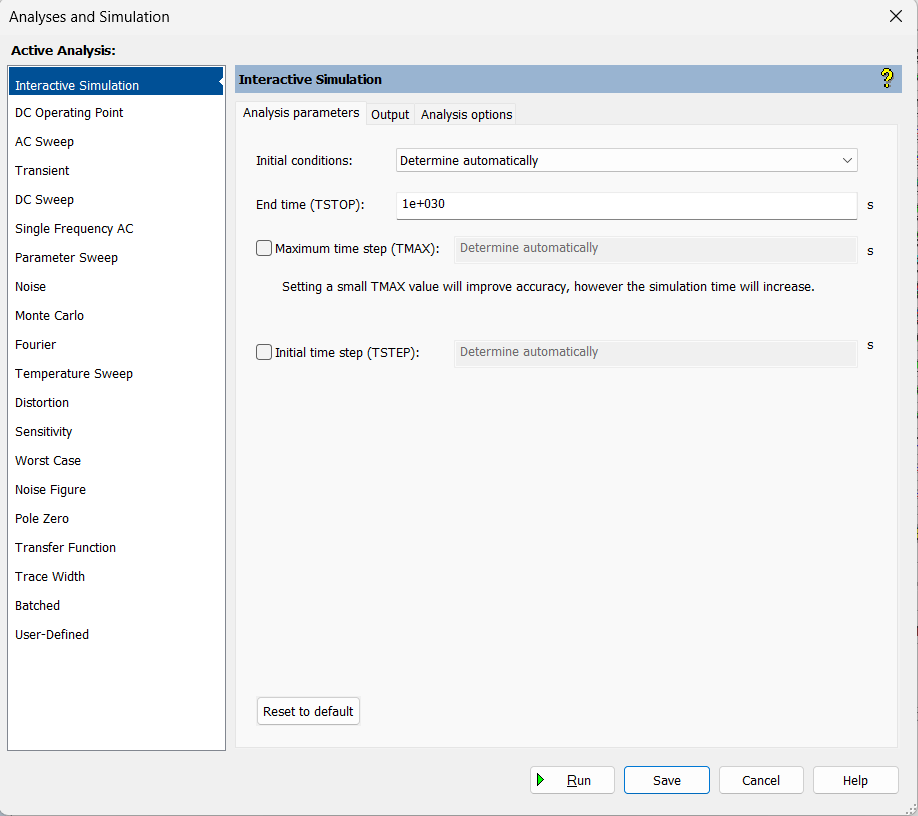 Analyses and Simulation
Active Analysis:
Interactive Simulation
DC Operating Point
AC Sweep
Transient
DC Sweep
Single Frequency AC
Parameter Sweep
Noise
Monte Carlo
Fourier
Temperature Sweep
Distortion
Sensitivity
Worst Case
Noise Figure
Pole Zero
Transfer Function
Trace Width
Batched
User-Defined
Interactive Simulation ?
Analysis parameters Output Analysis options
Initial conditions: Determine automatically
End time (TSTOP): 1e+030 s
Maximum time step (TMAX): Determine automatically s
Setting a small TMAX value will improve accuracy, however the simulation time will increase.
Initial time step (TSTEP): Determine automatically s
Reset to default
Run Save Cancel Help